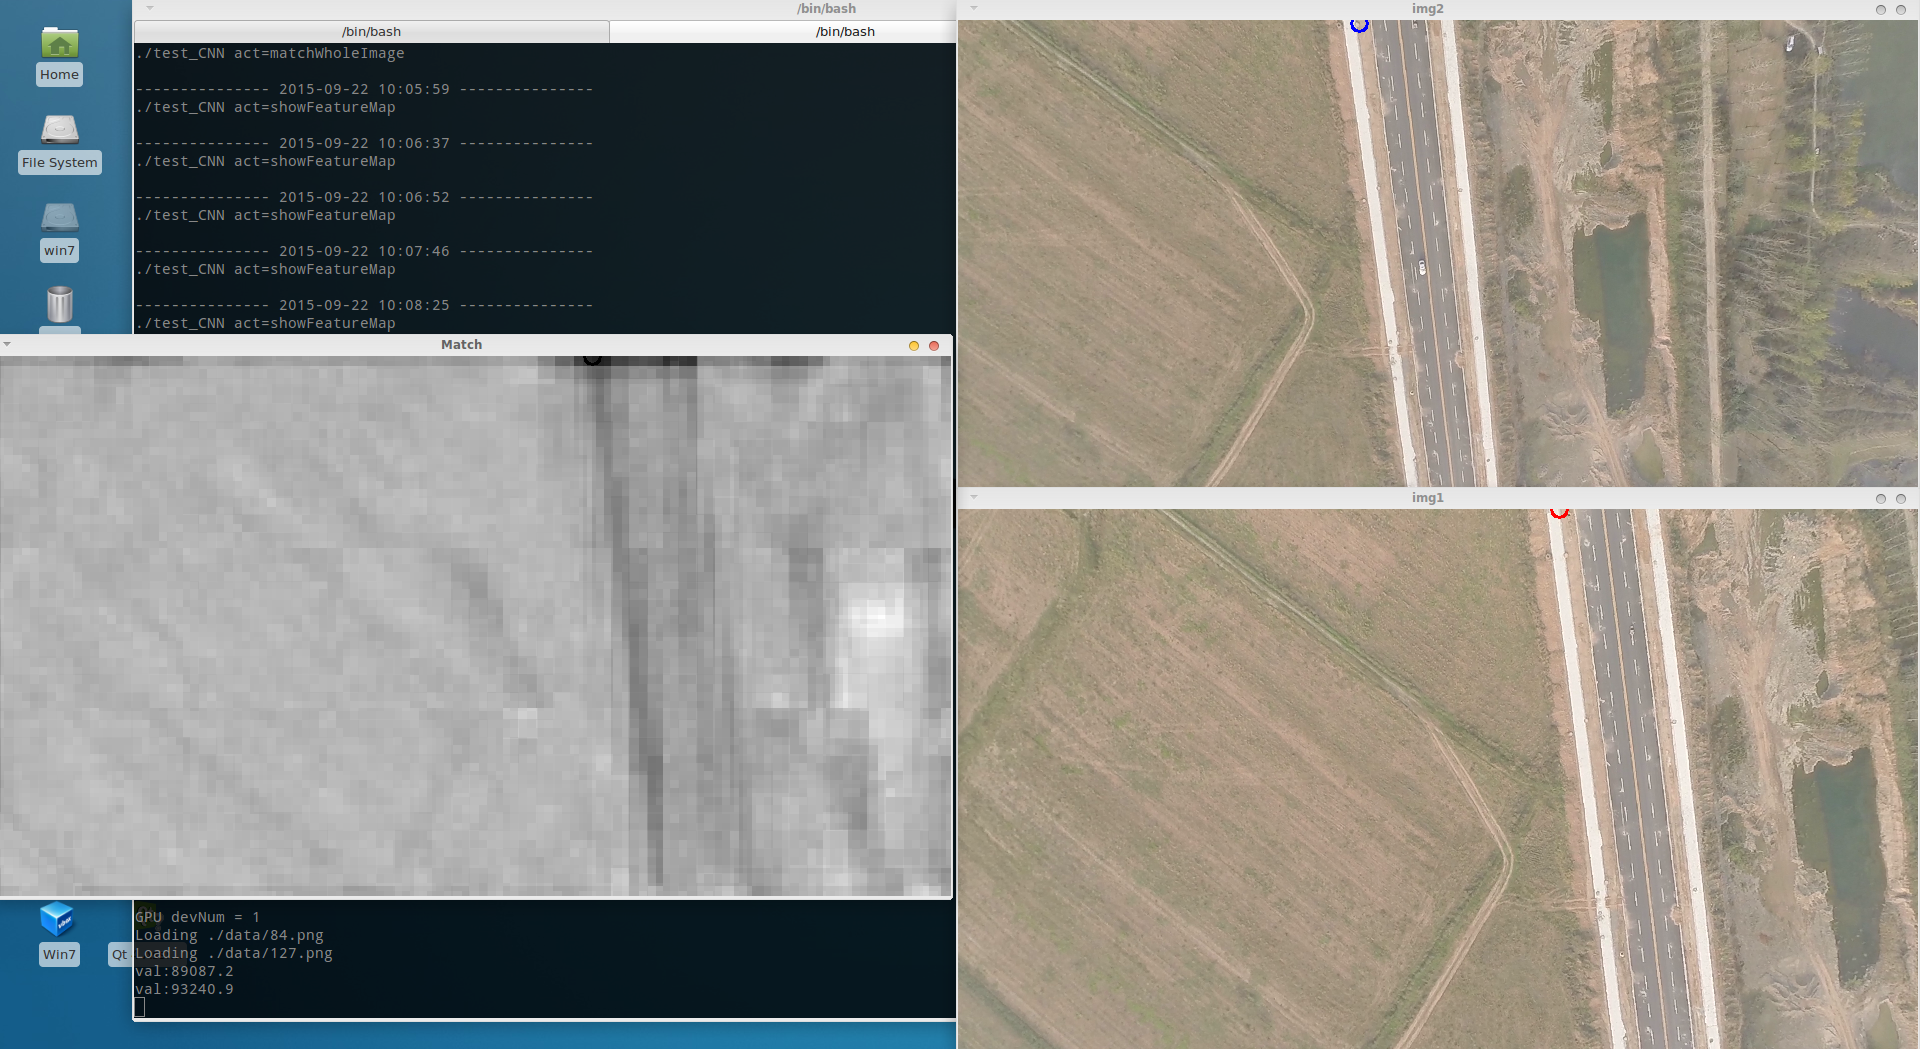 /bin/bash
/bin/bash
/bin/bash
./test_CNN act=matchWholeImage
--------------- 2015-09-22 10:05:59 ---------------
./test_CNN act=showFeatureMap
--------------- 2015-09-22 10:06:37 ---------------
./test_CNN act=showFeatureMap
--------------- 2015-09-22 10:06:52 ---------------
./test_CNN act=showFeatureMap
--------------- 2015-09-22 10:07:46 ---------------
./test_CNN act=showFeatureMap
--------------- 2015-09-22 10:08:25 ---------------
./test_CNN act=showFeatureMap
Home
File System
win7
Match
GPU devNum = 1
Loading ./data/84.png
Loading ./data/127.png
val:89087.2
val:93240.9
Win7
Qt
img2
img1